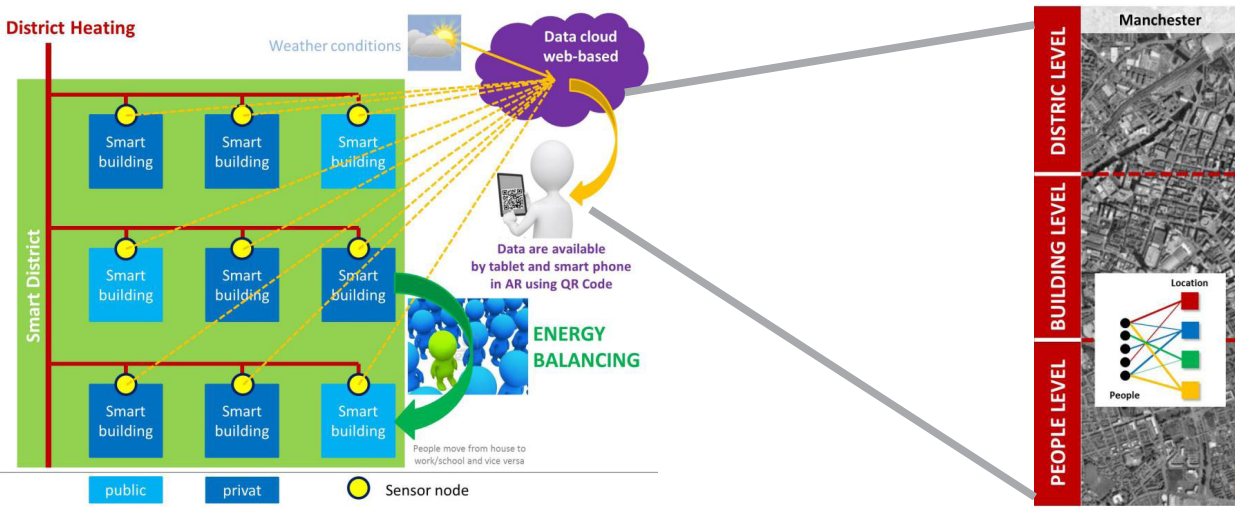 District Heating
Weather conditions
Data cloud
web-based
Smart
building
Smart
building
Smart
building
Smart District
Smart
building
Smart
building
Smart
building
Data are available
by tablet and smart phone
in AR using QR Code
ENERGY
BALANCING
Smart
building
Smart
building
Smart
building
People move from house to
work/school and vice versa
public
privat
Sensor node
Manchester
DISTRIC LEVEL
BUILDING LEVEL
PEOPLE LEVEL
Location
People